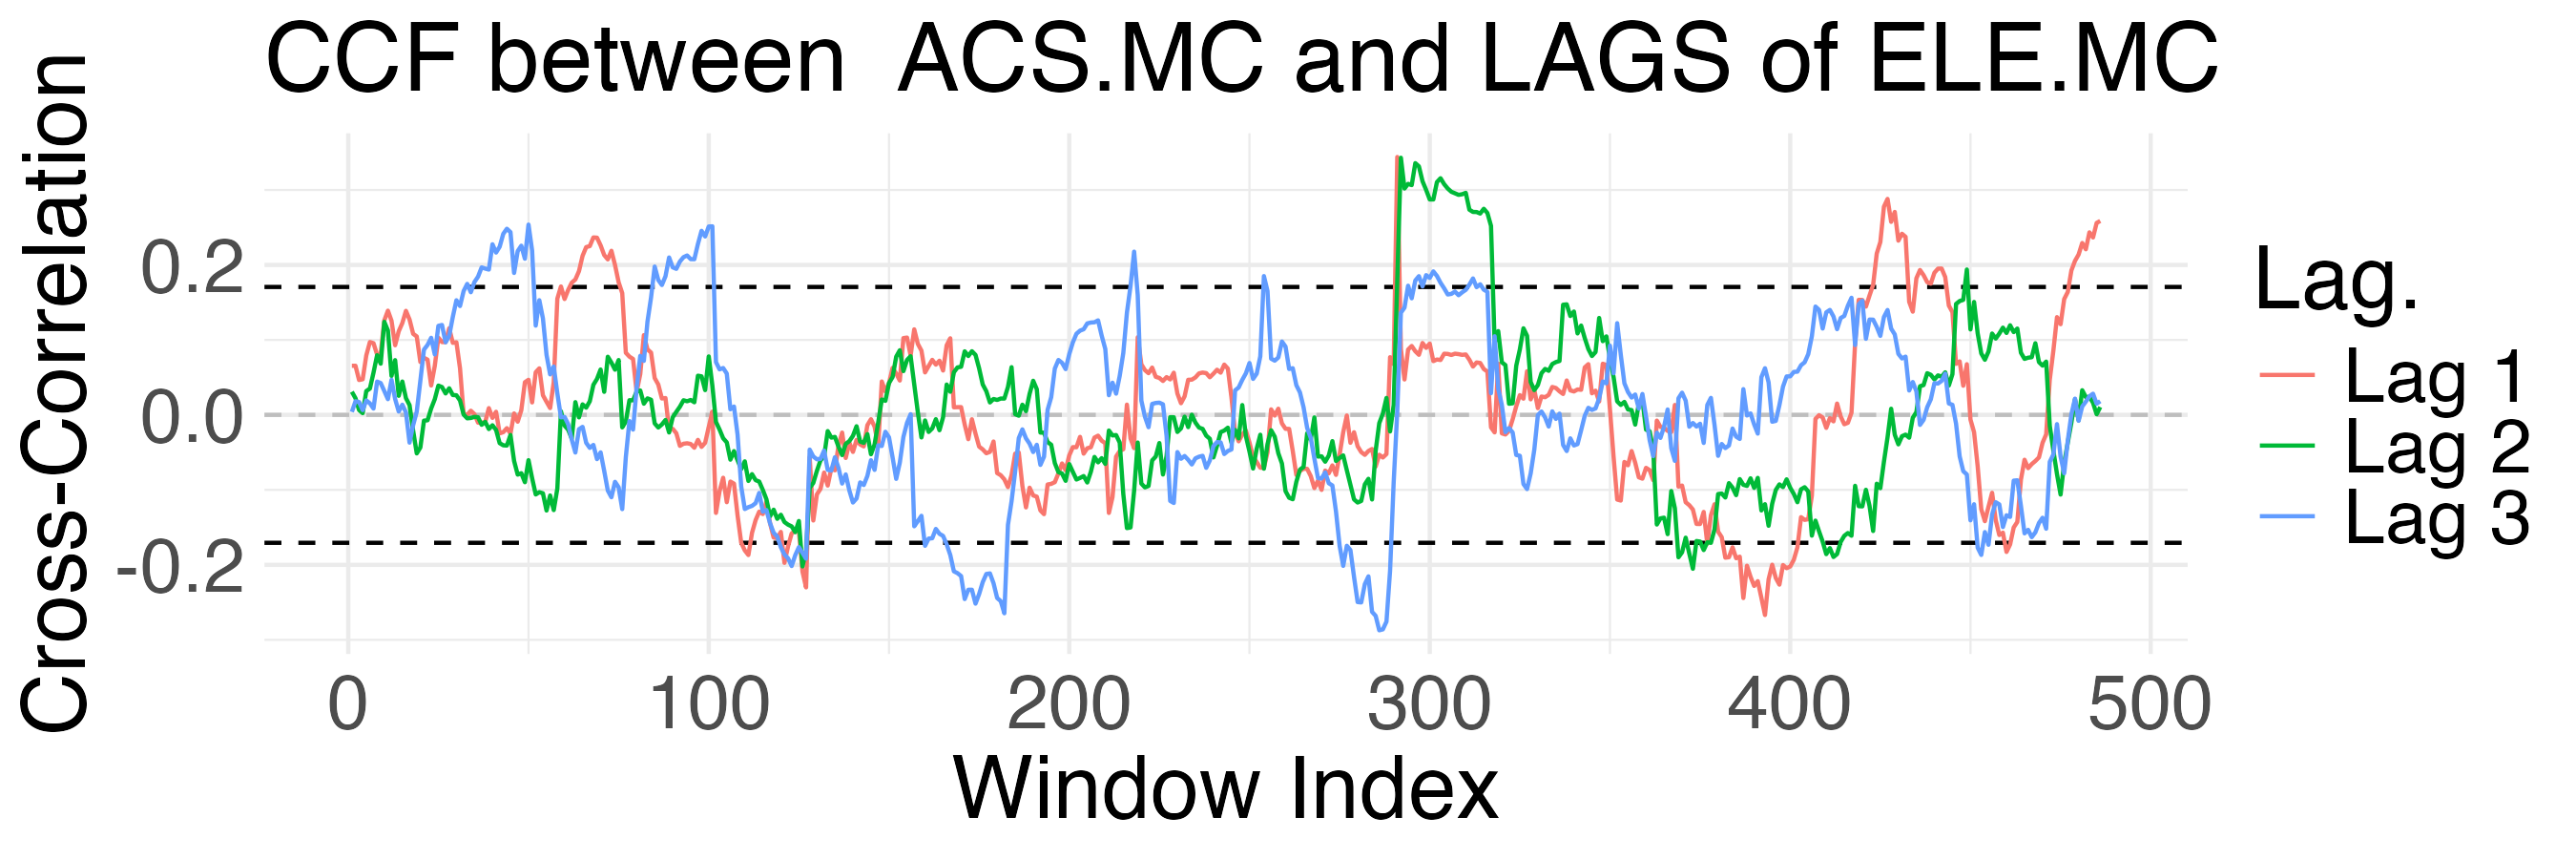 CCF between  ACS.MC and LAGS of ELE.MC
Cross-Correlation
0.2
0.0
-0.2
0 100 200 300 400 500
Window Index
Lag.
Lag 1
Lag 2
Lag 3